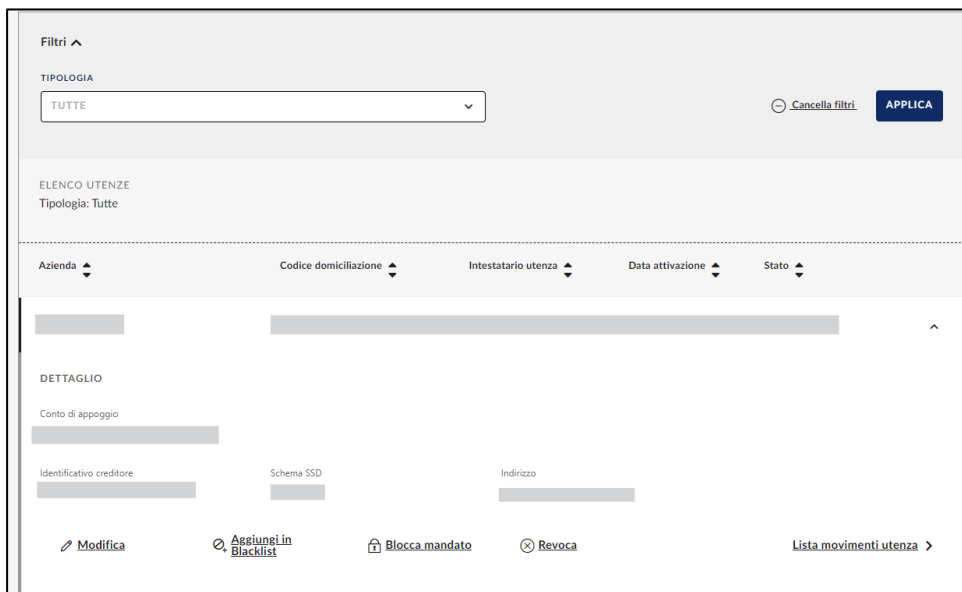 Filtri
TIPOLOGIA
TUTTE
Cancella filtri
APPLICA
ELENCO UTENZE
Tipologia: Tutte
Azienda Codice domiciliazione Intestatario utenza Data attivazione Stato
DETTAGLIO
Conto di appoggio
Identificativo creditore Schema SSD Indirizzo
Modifica
Aggiungi in
Blacklist
Blocca mandato
Revoca
Lista movimenti utenza